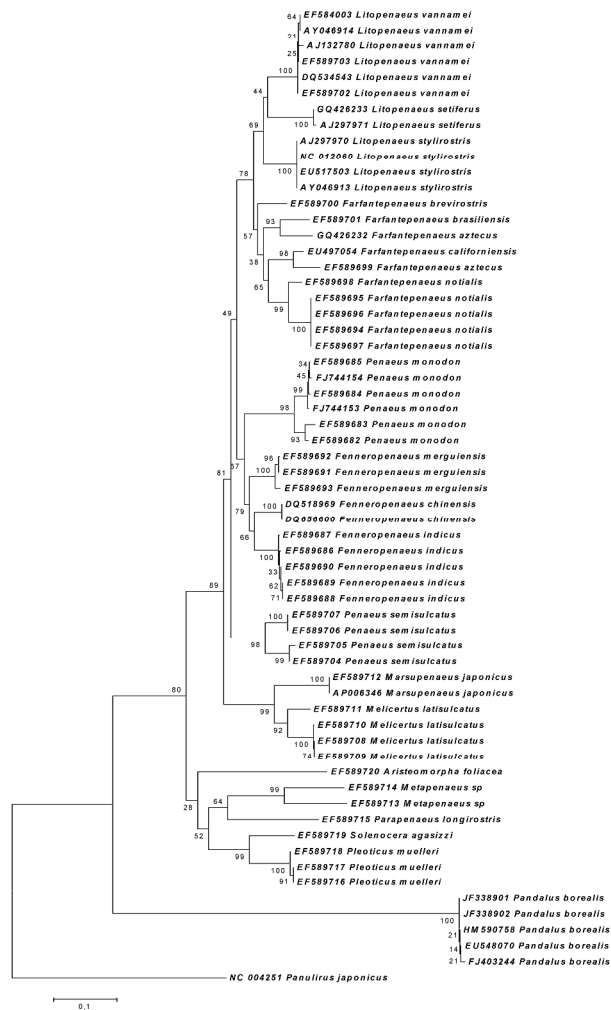 EF584003 Litopenaeus vannamei
64
AY046914 Litopenaeus vannamei
21
AJ132780 Litopenaeus vannamei
25
EF589703 Litopenaeus vannamei
100
DQ534543 Litopenaeus vannamei
EF589702 Litopenaeus vannamei
44
GQ426233 Litopenaeus setiferus
100
AJ297971 Litopenaeus setiferus
69
AJ297970 Litopenaeus stylirostris
NC 012060 Litopenaeus stylirostris
100
EU517503 Litopenaeus stylirostris
AY046913 Litopenaeus stylirostris
78
EF589700 Farfantepenaeus brevirostris
93
EF589701 Farfantepenaeus brasiliensis
57
GQ426232 Farfantepenaeus aztecus
98
EU497054 Farfantepenaeus californiensis
38
EF589699 Farfantepenaeus aztecus
65
EF589698 Farfantepenaeus notialis
99
EF589695 Farfantepenaeus notialis
EF589696 Farfantepenaeus notialis
49
EF589694 Farfantepenaeus notialis
100
EF589697 Farfantepenaeus notialis
EF589685 Penaeus monodon
34
FJ744154 Penaeus monodon
45
EF589684 Penaeus monodon
99
FJ744153 Penaeus monodon
98
EF589683 Penaeus monodon
93
EF589682 Penaeus monodon
EF589692 Fenneropenaeus merguiensis
96
57
EF589691 Fenneropenaeus merguiensis
100
81
EF589693 Fenneropenaeus merguiensis
DQ518969 Fenneropenaeus chinensis
100
79
DQ656600 Fenneropenaeus chinensis
66
EF589687 Fenneropenaeus indicus
EF589686 Fenneropenaeus indicus
100
EF589690 Fenneropenaeus indicus
33
EF589689 Fenneropenaeus indicus
62
89
EF589688 Fenneropenaeus indicus
71
EF589707 Penaeus semisulcatus
100
EF589706 Penaeus semisulcatus
98
EF589705 Penaeus semisulcatus
99
EF589704 Penaeus semisulcatus
EF589712 Marsupenaeus japonicus
100
AP006346 Marsupenaeus japonicus
80
99
EF589711 Melicertus latisulcatus
92
EF589710 Melicertus latisulcatus
EF589708 Melicertus latisulcatus
100
EF589709 Melicertus latisulcatus
74
EF589720 Aristeomorpha foliacea
28
EF589714 Metapenaeus sp
99
EF589713 Metapenaeus sp
64
EF589715 Parapenaeus longirostris
52
EF589719 Solenocera agasizzi
99
EF589718 Pleoticus muelleri
100
EF589717 Pleoticus muelleri
91
EF589716 Pleoticus muelleri
JF338901 Pandalus borealis
JF338902 Pandalus borealis
100
HM590758 Pandalus borealis
21
EU548070 Pandalus borealis
14
FJ403244 Pandalus borealis
21
NC 004251 Panulirus japonicus
0,1